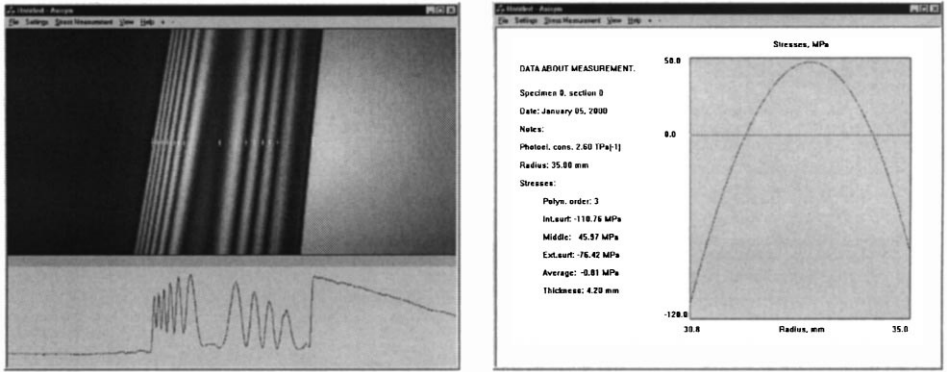 Untitled - Assym
File Settings Stress Measurement View Help + -
Untitled - Assym
File Settings Stress Measurement View Help + -
Stresses, MPa
DATA ABOUT MEASUREMENT.
Specimen 0, section 0
Date: January 05, 2000
Notes:
Photoel. cons. 2.60 TPa(-1)
Radius: 35.00 mm
Stresses:
Polyn. order: 3
Int.surf: -110.76 MPa
Middle: 45.97 MPa
Ext.surf: -76.42 MPa
Average: -0.81 MPa
Thickness: 4.20 mm
50.0
0.0
-120.0
30.8
Radius, mm
35.0